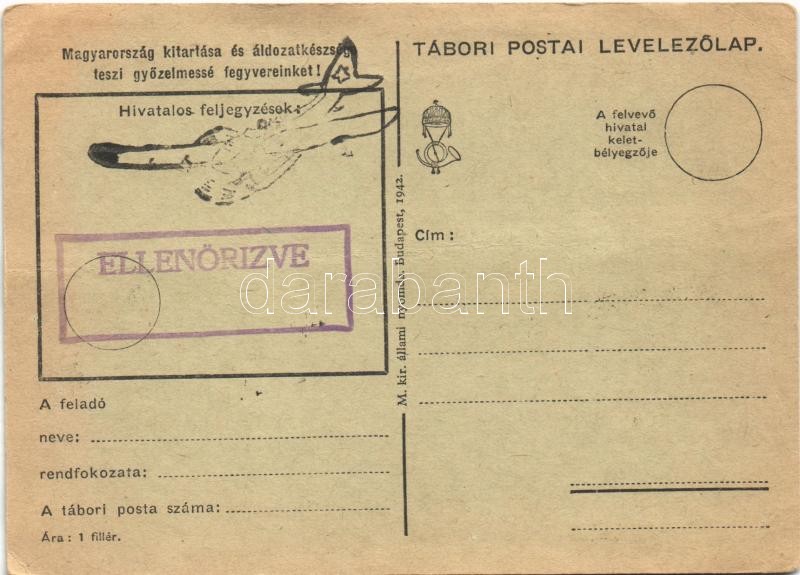 Magyarország kitartása és áldozatkészsége
teszi győzelmessé fegyvereinket!
Hivatalos feljegyzések:
ELLENŐRIZVE
A feladó
neve:
rendfokozata:
A tábori posta száma:
Ára: 1 fillér.
M. kir. állami nyomda, Budapest, 1942.
TÁBORI POSTAI LEVELEZŐLAP.
A felvevő
hivatal
kelet-
bélyegzője
Cím:
darabanth